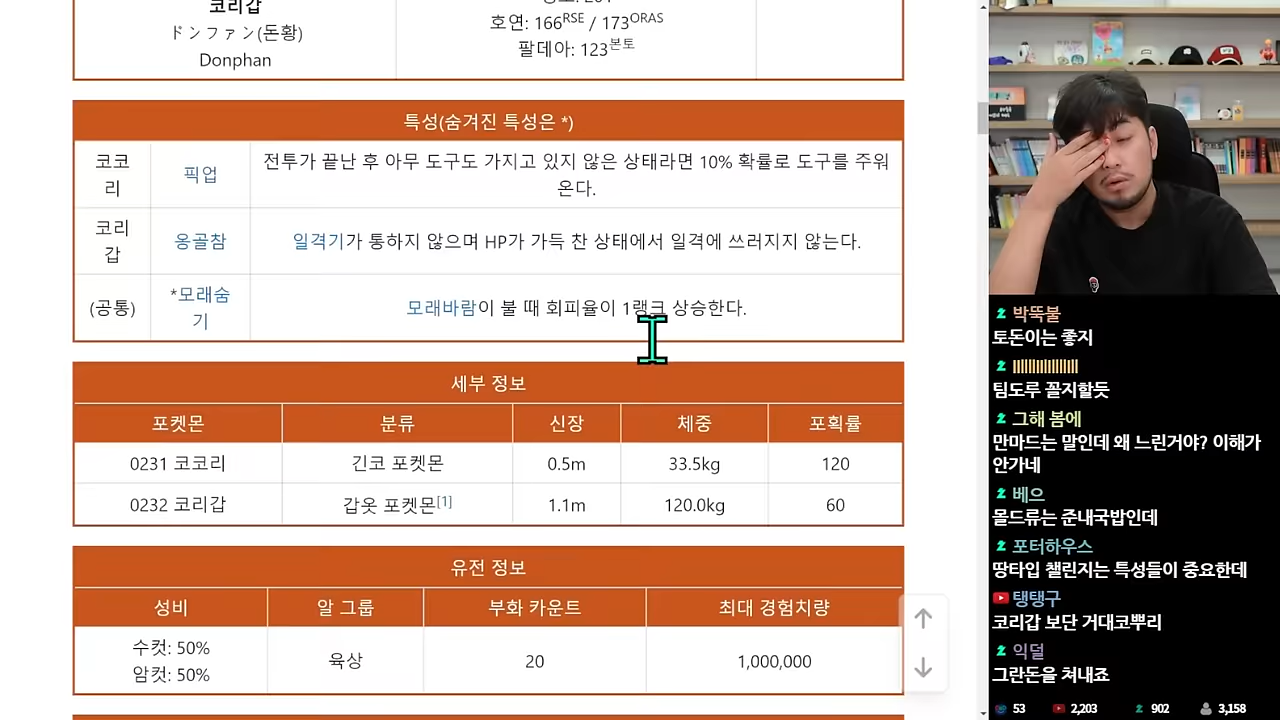 코리갑
ドンファン(돈황)
Donphan
호연: 166RSE / 173ORAS
팔데아: 123본토
특성(숨겨진 특성은 *)
코코
리
픽업
전투가 끝난 후 아무 도구도 가지고 있지 않은 상태라면 10% 확률로 도구를 주워
온다.
코리
갑
옹골참
일격기가 통하지 않으며 HP가 가득 찬 상태에서 일격에 쓰러지지 않는다.
(공통)
*모래숨
기
모래바람이 불 때 회피율이 1랭크 상승한다.
세부 정보
포켓몬 분류 신장 체중 포획률
0231 코코리 긴코 포켓몬 0.5m 33.5kg 120
0232 코리갑 갑옷 포켓몬[1] 1.1m 120.0kg 60
유전 정보
성비 알 그룹 부화 카운트 최대 경험치량
수컷: 50%
암컷: 50%
육상 20 1,000,000
박뚝불
토돈이는 좋지
팀도루 꼴지할듯
그해 봄에
만마드는 말인데 왜 느린거야? 이해가
안가네
베으
몰드류는 준내국밥인데
포터하우스
땅타입 챌린지는 특성들이 중요한데
탱탱구
코리갑 보단 거대코뿌리
익덜
그란돈을 쳐내죠
53 2,203 902 3,158